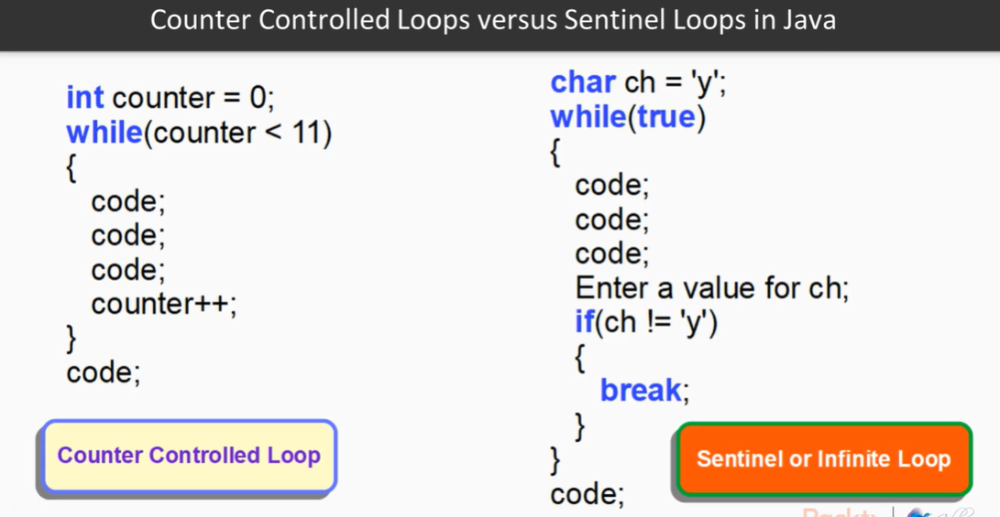 Counter Controlled Loops versus Sentinel Loops in Java
int counter = 0;
while(counter < 11)
{
code;
code;
code;
counter++;
}
code;
Counter Controlled Loop
char ch = 'y';
while(true)
{
code;
code;
code;
Enter a value for ch;
if(ch != 'y')
{
break;
}
}
code;
Sentinel or Infinite Loop